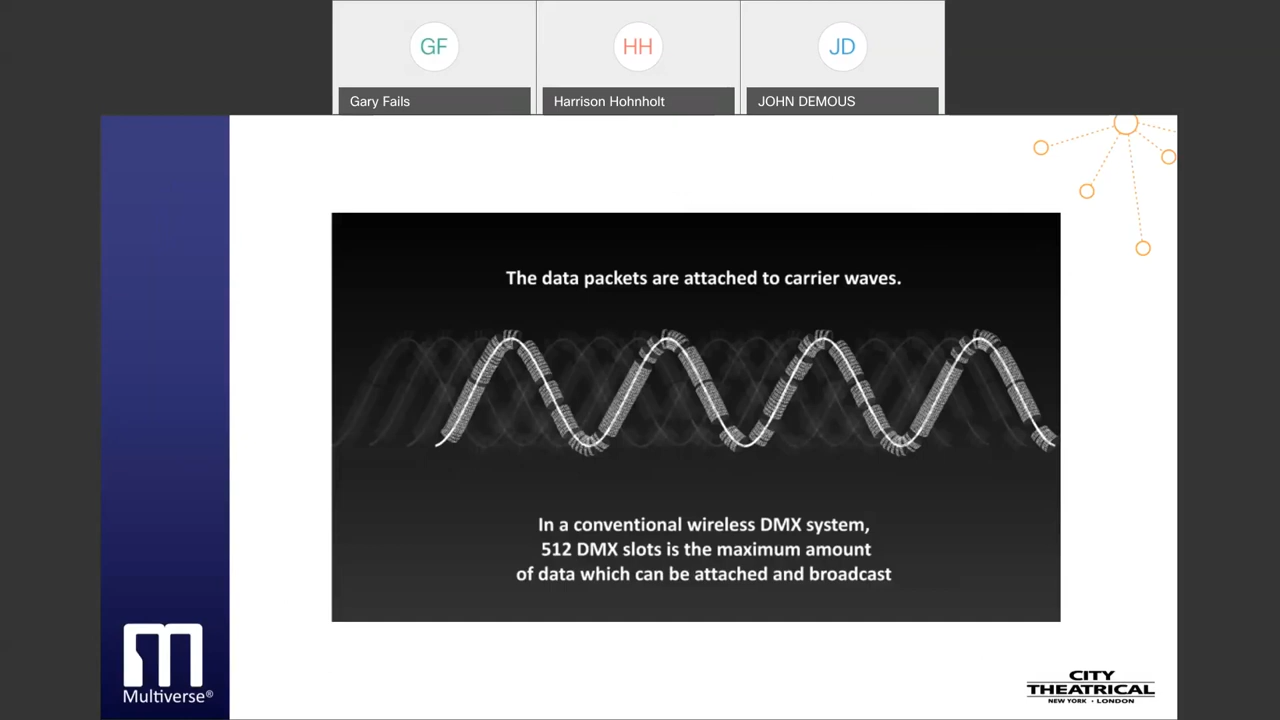 GF
HH
JD
Gary Fails
Harrison Hohnholt
JOHN DEMOUS
The data packets are attached to carrier waves.
In a conventional wireless DMX system,
512 DMX slots is the maximum amount
of data which can be attached and broadcast
Multiverse®
CITY
THEATRICAL
NEW YORK • LONDON